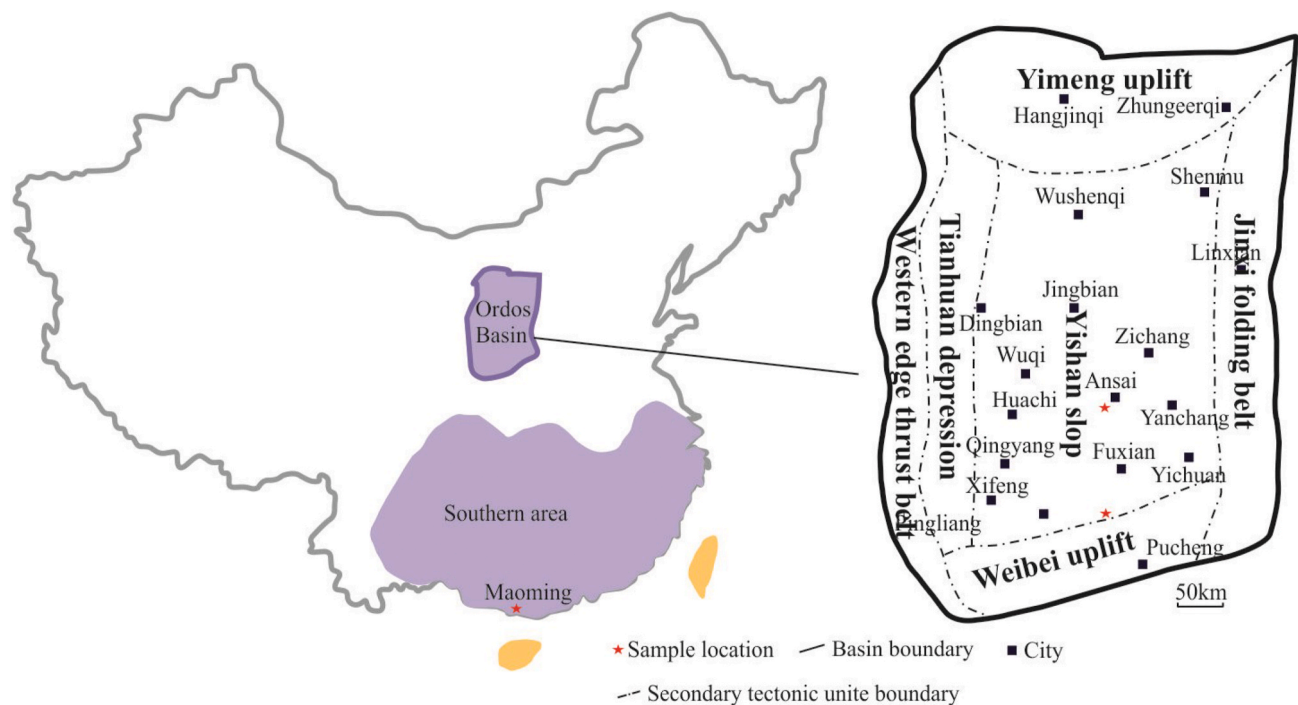 Ordos
Basin
Southern area
Maoming
Yimeng uplift
Hangjinqi
Zhungeerqi
Shenmu
Wushenqi
Linxian
Jinxi folding belt
Tianhuan depression
Western edge thrust belt
Jingbian
Dingbian
Yishan slop
Zichang
Wuqi
Ansai
Huachi
Yanchang
Qingyang
Fuxian
Yichuan
Xifeng
Pingliang
Weibei uplift
Pucheng
50km
Sample location
Basin boundary
City
Secondary tectonic unite boundary